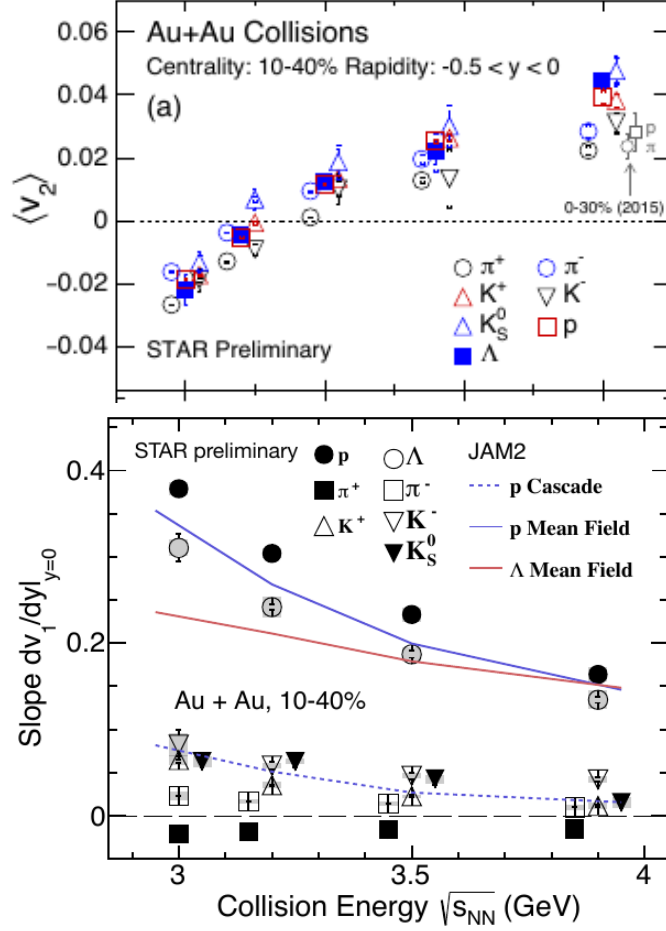 0.06
Au+Au Collisions
Centrality: 10-40% Rapidity: -0.5 < y < 0
0.04
(a)
p
π
0.02
⟨v₂⟩
0-30% (2015)
0
π⁺ π⁻
K⁺ K⁻
-0.02
K⁰_S p
Λ
-0.04
STAR Preliminary
STAR preliminary
p Λ
π⁺ π⁻
K⁺ K⁻
K⁰_S
JAM2
p Cascade
p Mean Field
Λ Mean Field
0.4
Slope dv₁/dy|y=0
0.2
Au + Au, 10-40%
0
3 3.5 4
Collision Energy √sNN (GeV)